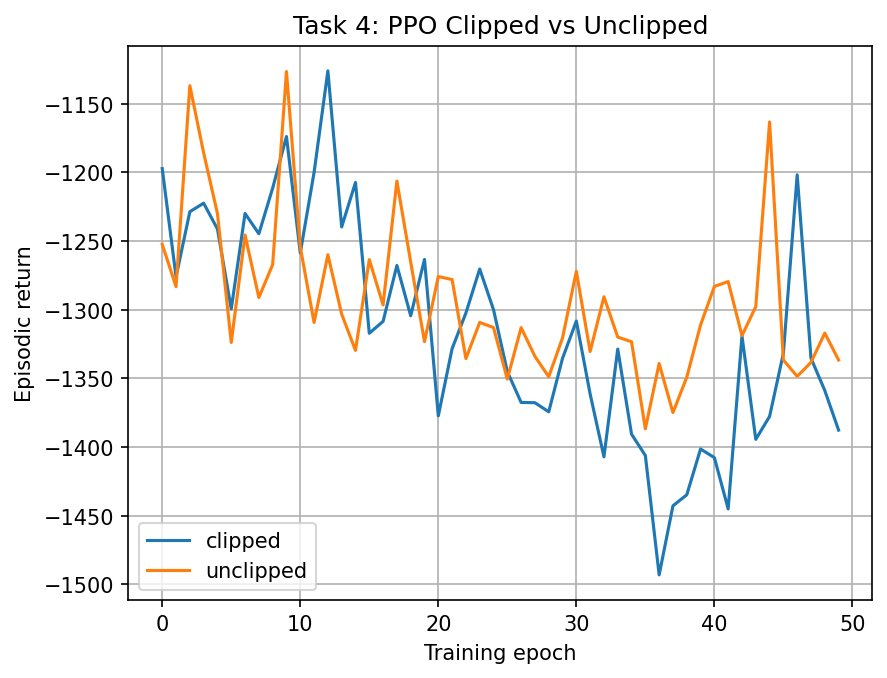 Task 4: PPO Clipped vs Unclipped
Episodic return
−1150
−1200
−1250
−1300
−1350
−1400
−1450
−1500
clipped
unclipped
0 10 20 30 40 50
Training epoch